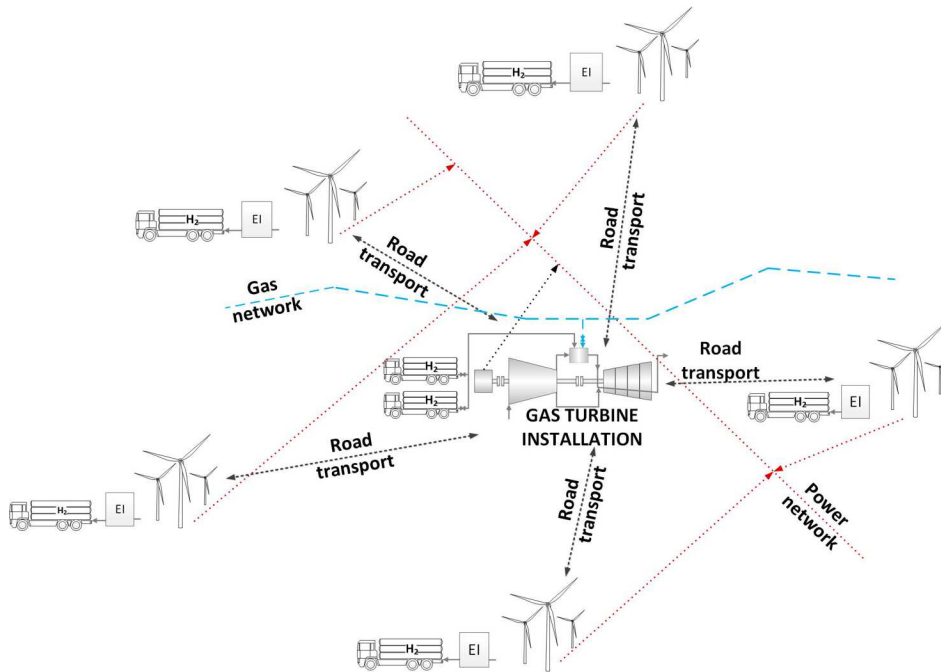 H₂
EI
H₂
EI
Road
transport
Road
transport
Gas
network
H₂
H₂
GAS TURBINE
INSTALLATION
Road
transport
H₂
EI
Road
transport
H₂
EI
Road
transport
Power
network
H₂
EI